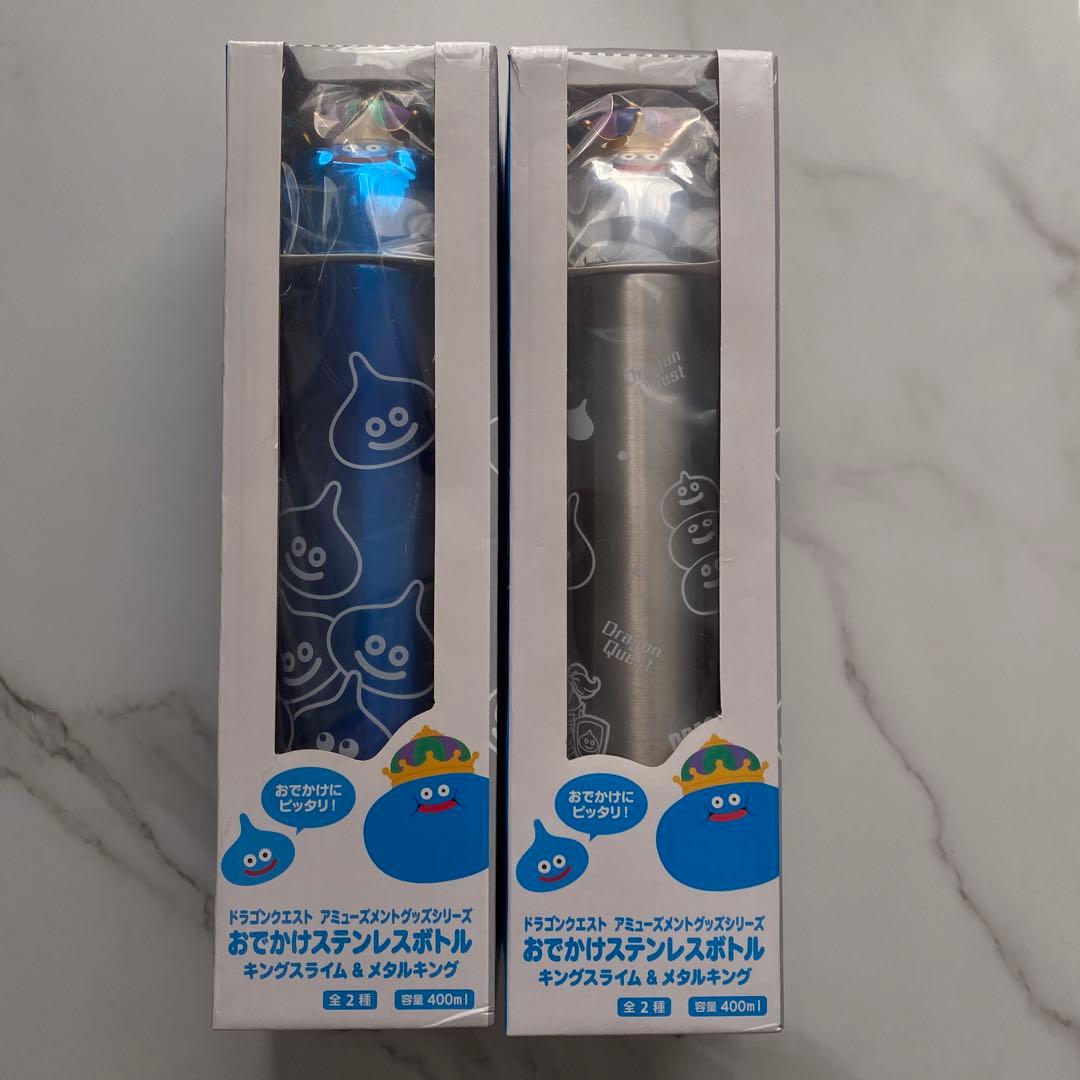 おでかけに
ピッタリ!
ドラゴンクエスト アミューズメントグッズシリーズ
おでかけステンレスボトル
キングスライム & メタルキング
全2種 容量 400ml
Dragon
Quest
Dragon
Quest
おでかけに
ピッタリ!
ドラゴンクエスト アミューズメントグッズシリーズ
おでかけステンレスボトル
キングスライム & メタルキング
全2種 容量 400ml